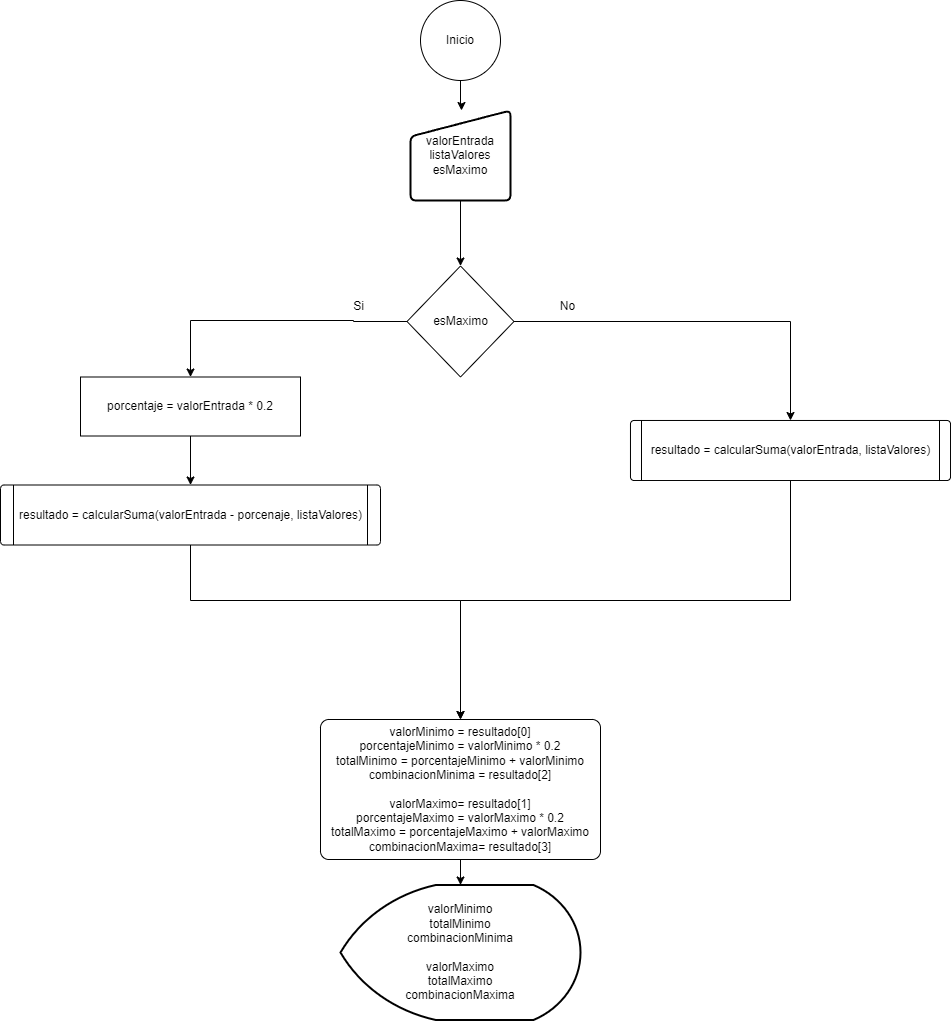 Inicio
valorEntrada
listaValores
esMaximo
Si
No
esMaximo
porcentaje = valorEntrada * 0.2
resultado = calcularSuma(valorEntrada, listaValores)
resultado = calcularSuma(valorEntrada - porcenaje, listaValores)
valorMinimo = resultado[0]
porcentajeMinimo = valorMinimo * 0.2
totalMinimo = porcentajeMinimo + valorMinimo
combinacionMinima = resultado[2]
valorMaximo= resultado[1]
porcentajeMaximo = valorMaximo * 0.2
totalMaximo = porcentajeMaximo + valorMaximo
combinacionMaxima= resultado[3]
valorMinimo
totalMinimo
combinacionMinima
valorMaximo
totalMaximo
combinacionMaxima